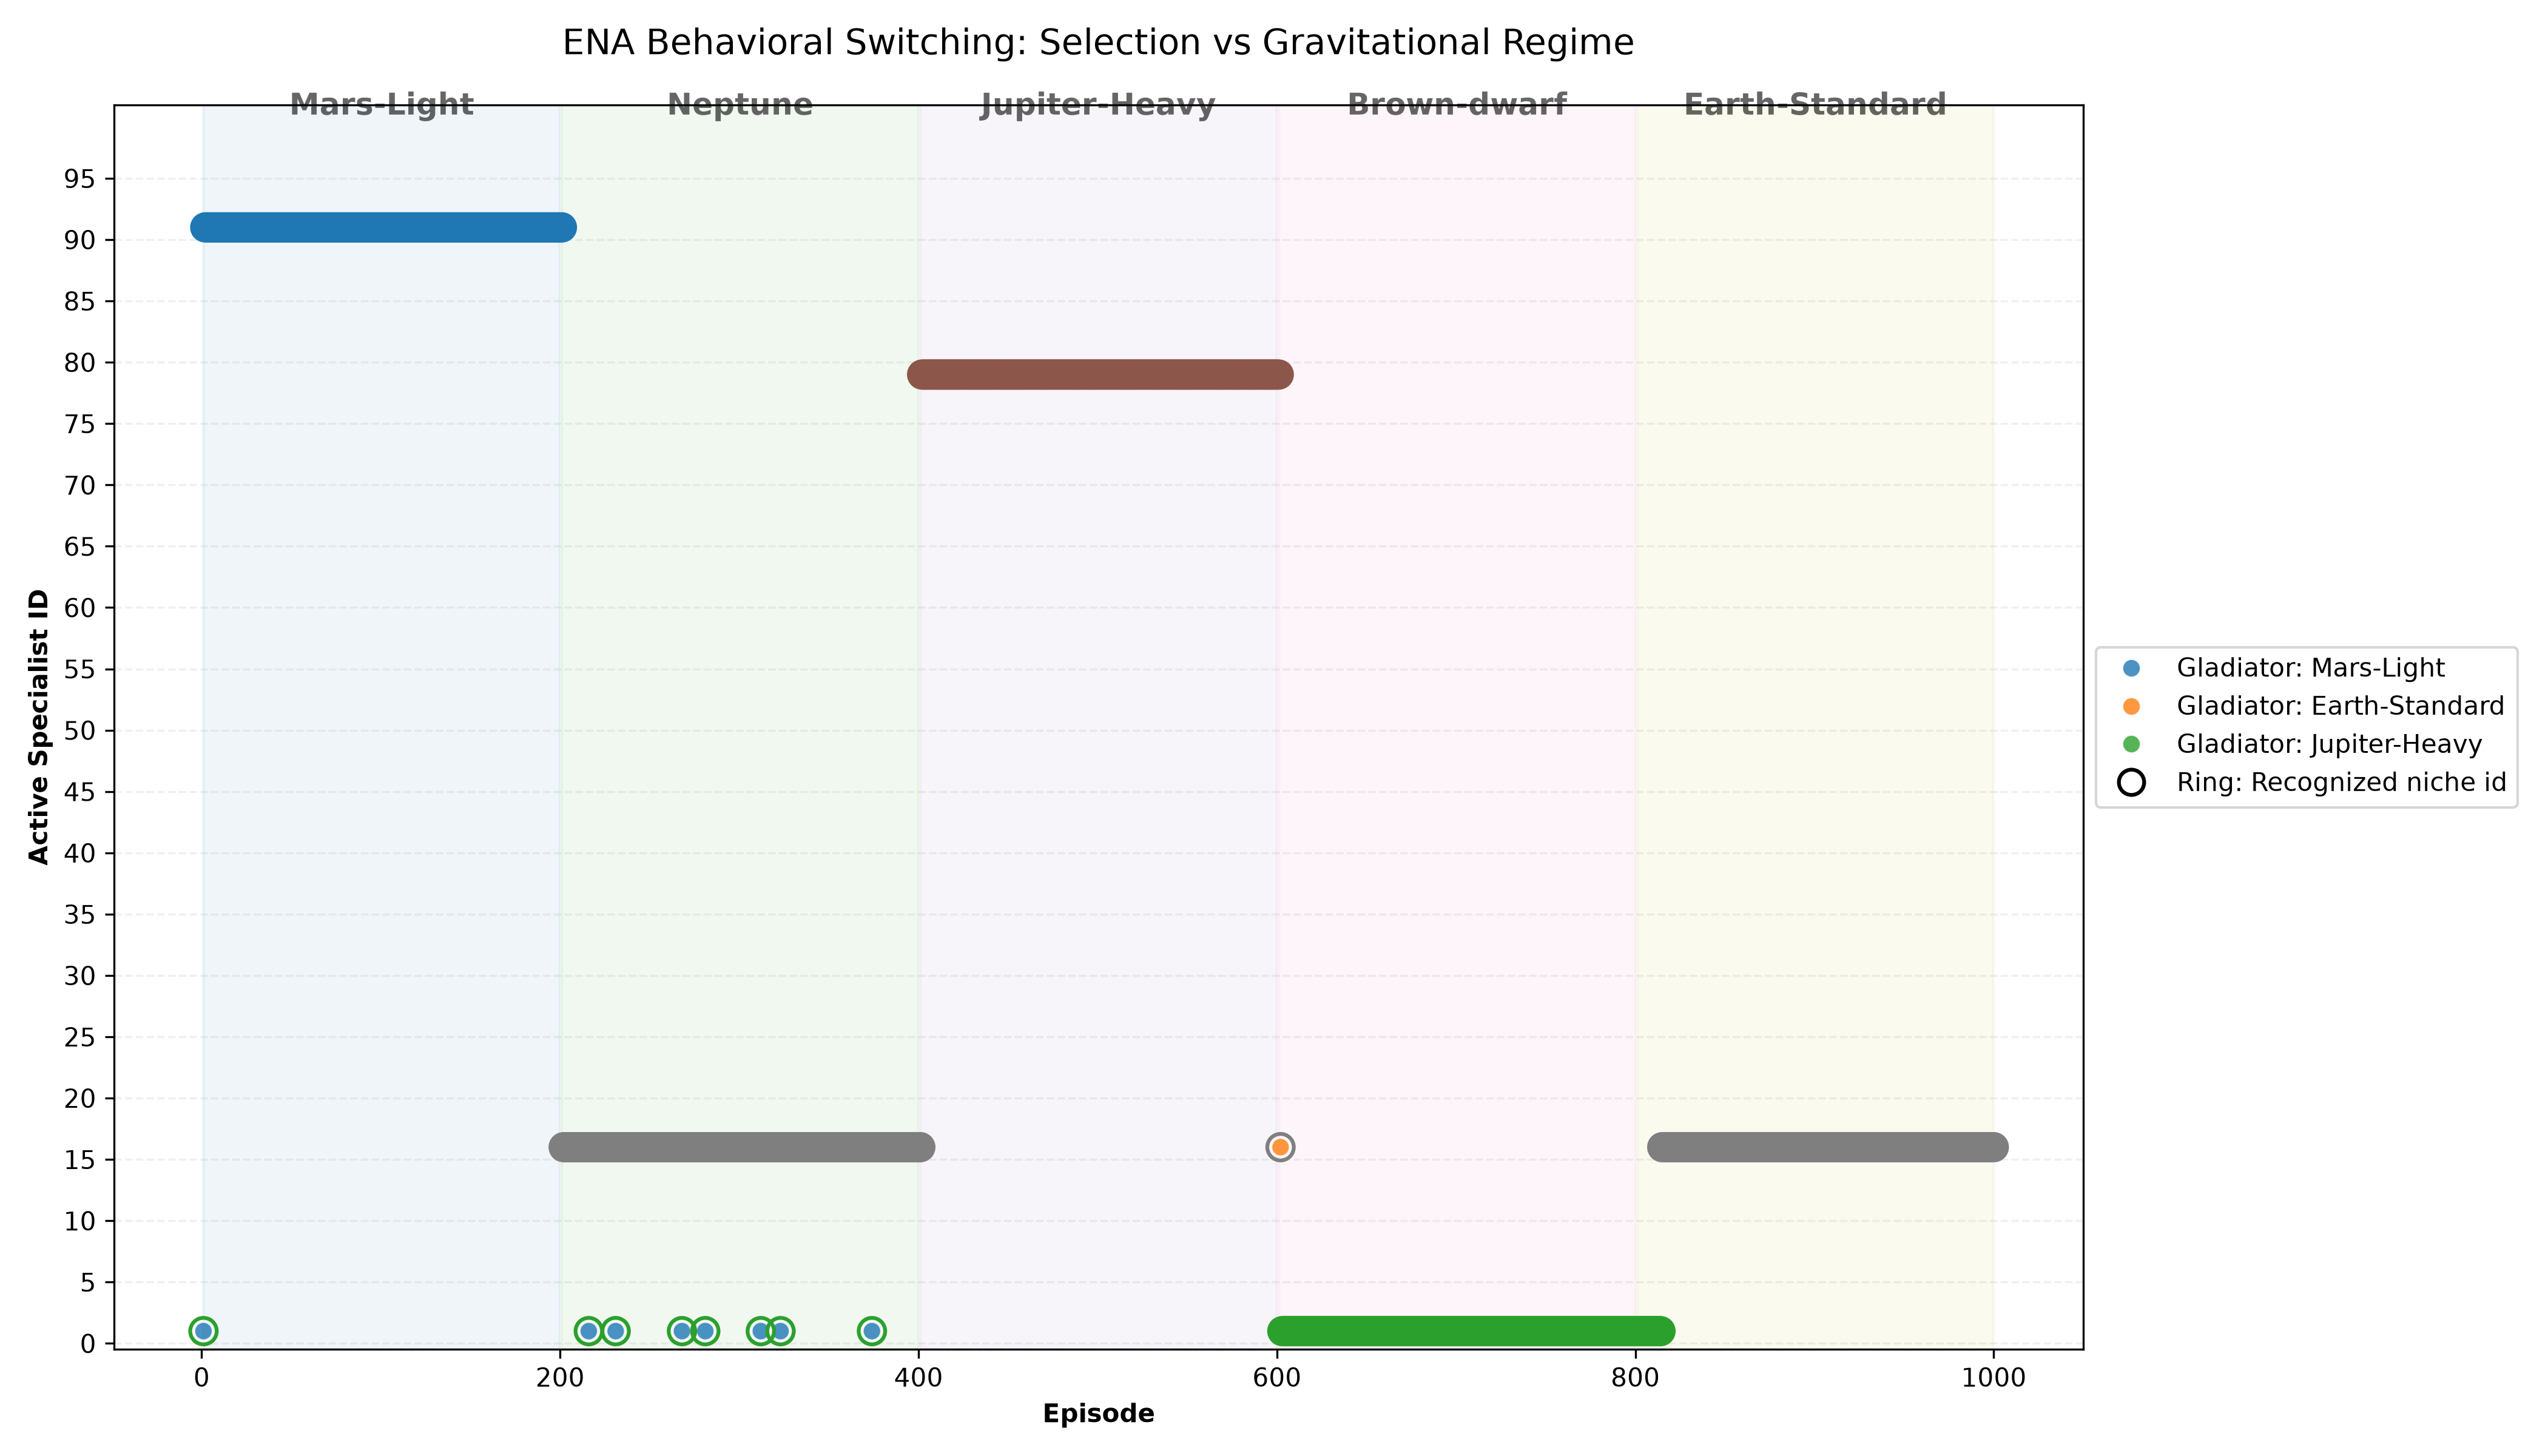 ENA Behavioral Switching: Selection vs Gravitational Regime
Mars-Light
Neptune
Jupiter-Heavy
Brown-dwarf
Earth-Standard
95
90
85
80
75
70
65
60
55
50
45
40
35
30
25
20
15
10
5
0
Active Specialist ID
0
200
400
600
800
1000
Episode
Gladiator: Mars-Light
Gladiator: Earth-Standard
Gladiator: Jupiter-Heavy
Ring: Recognized niche id